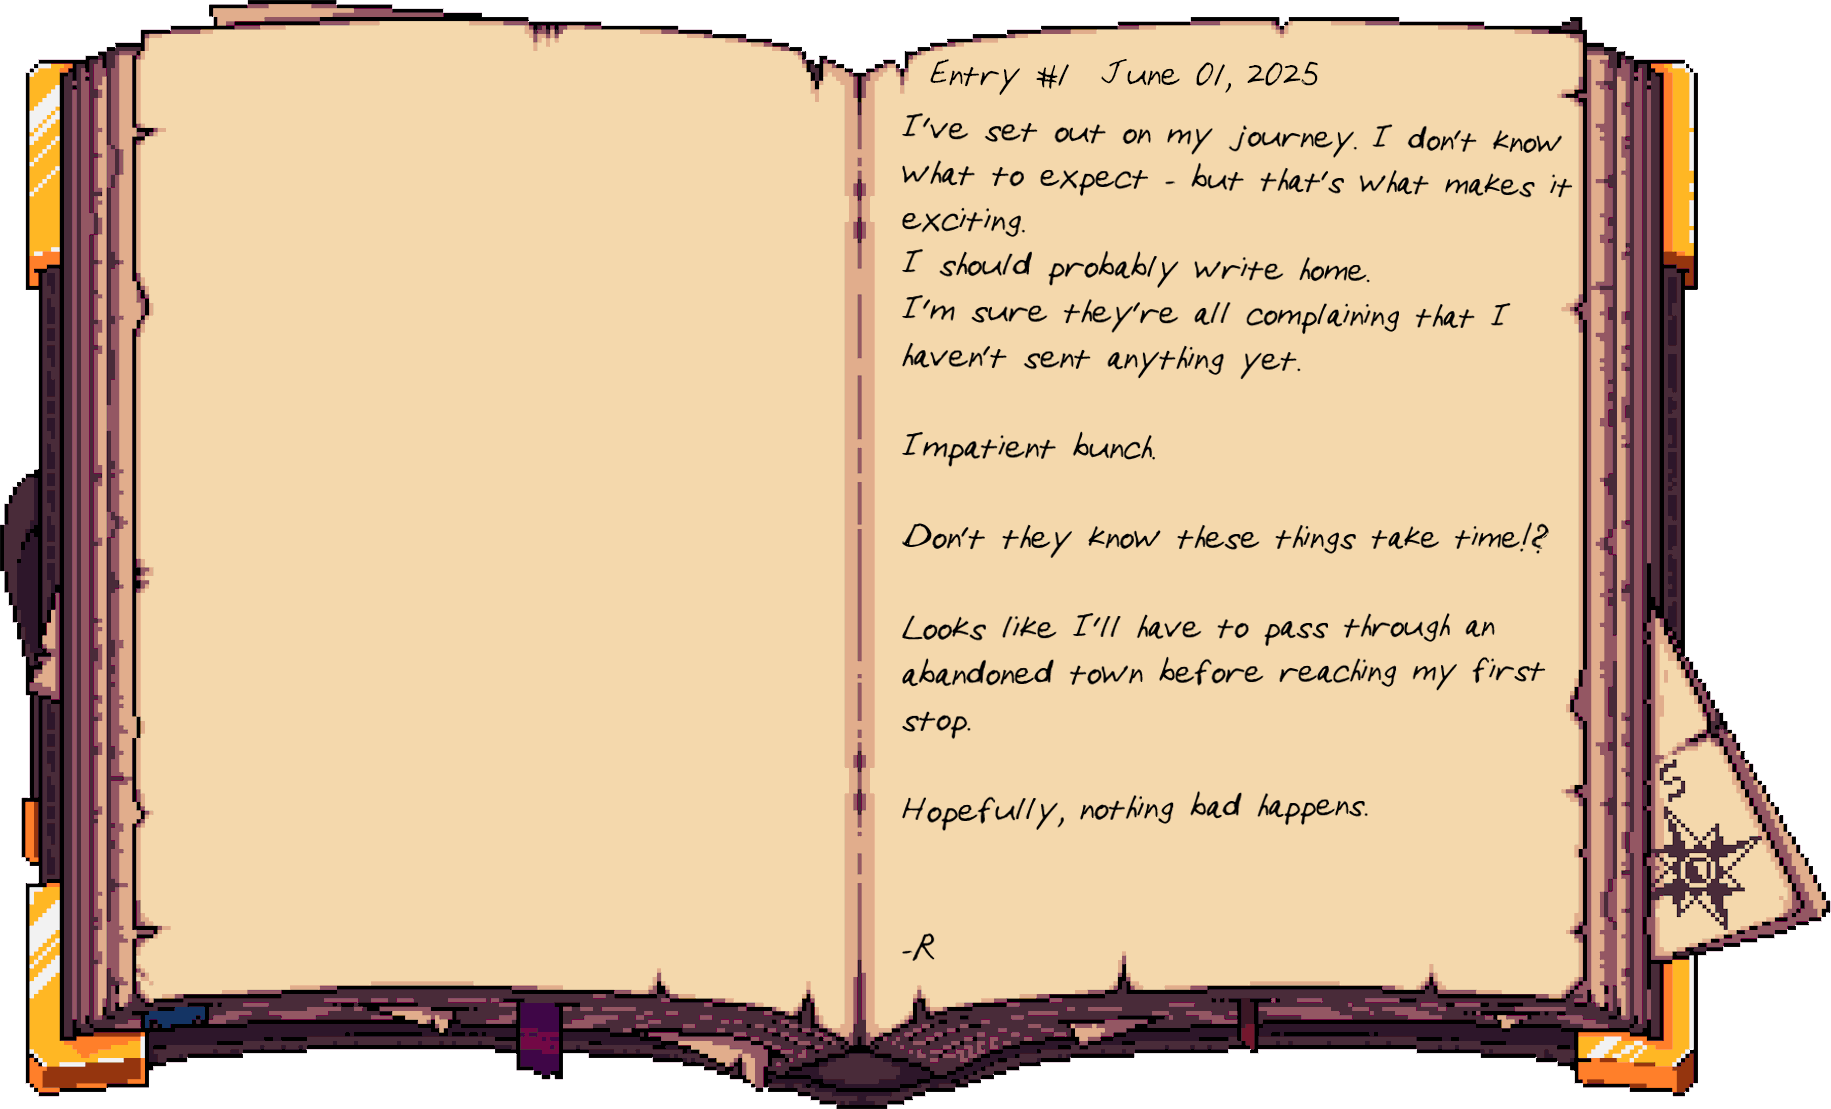 Entry #1 June 01, 2025
I've set out on my journey. I don't know
what to expect - but that's what makes it
exciting.
I should probably write home.
I'm sure they're all complaining that I
haven't sent anything yet.
Impatient bunch.
Don't they know these things take time!?
Looks like I'll have to pass through an
abandoned town before reaching my first
stop.
Hopefully, nothing bad happens.
-R